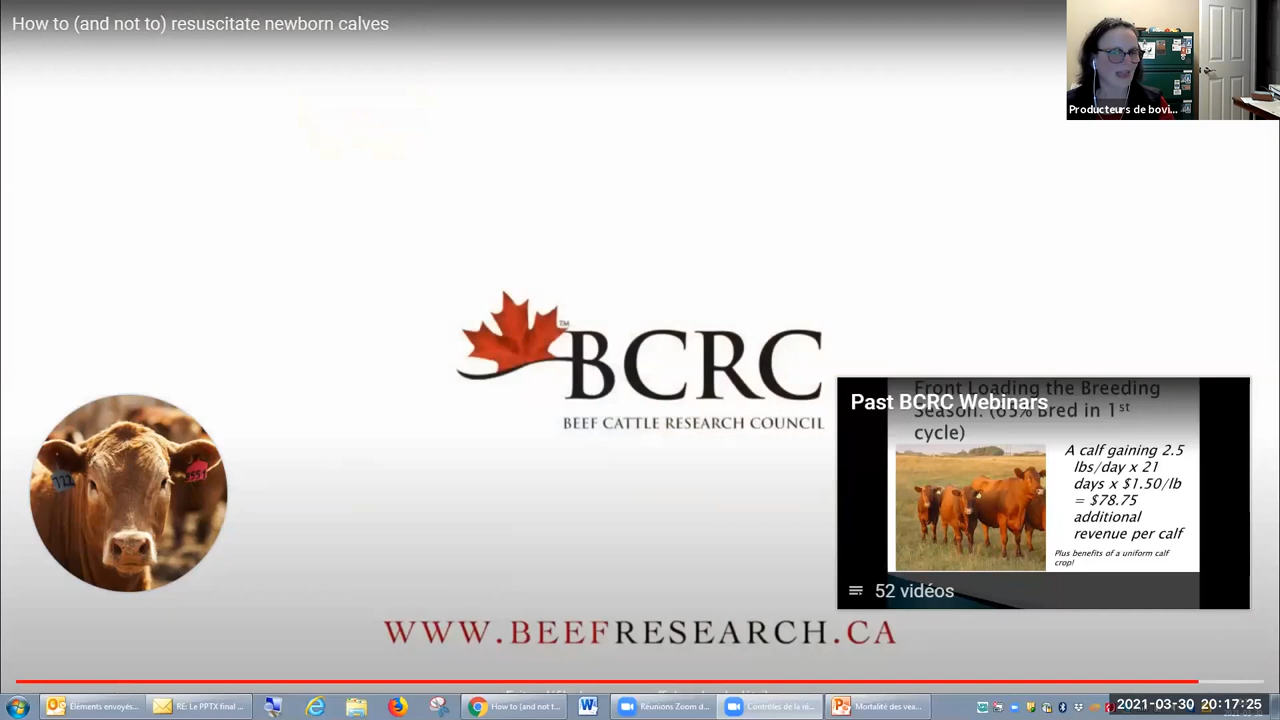 How to (and not to) resuscitate newborn calves
Producteurs de bovi...
TM
BCRC
BEEF CATTLE RESEARCH COUNCIL
Front Loading the Breeding
Season. (65% Bred in 1st
cycle)
Past BCRC Webinars
A calf gaining 2.5
lbs/day x 21
days x $1.50/lb
= $78.75
additional
revenue per calf
Plus benefits of a uniform calf
crop!
52 vidéos
WWW.BEEFRESEARCH.CA
Éléments envoyés...
RE: Le PPTX final ...
How to (and not t...
Réunions Zoom d...
Contrôles de la ré...
Mortalité des vea...
2021-03-30 20:17:25